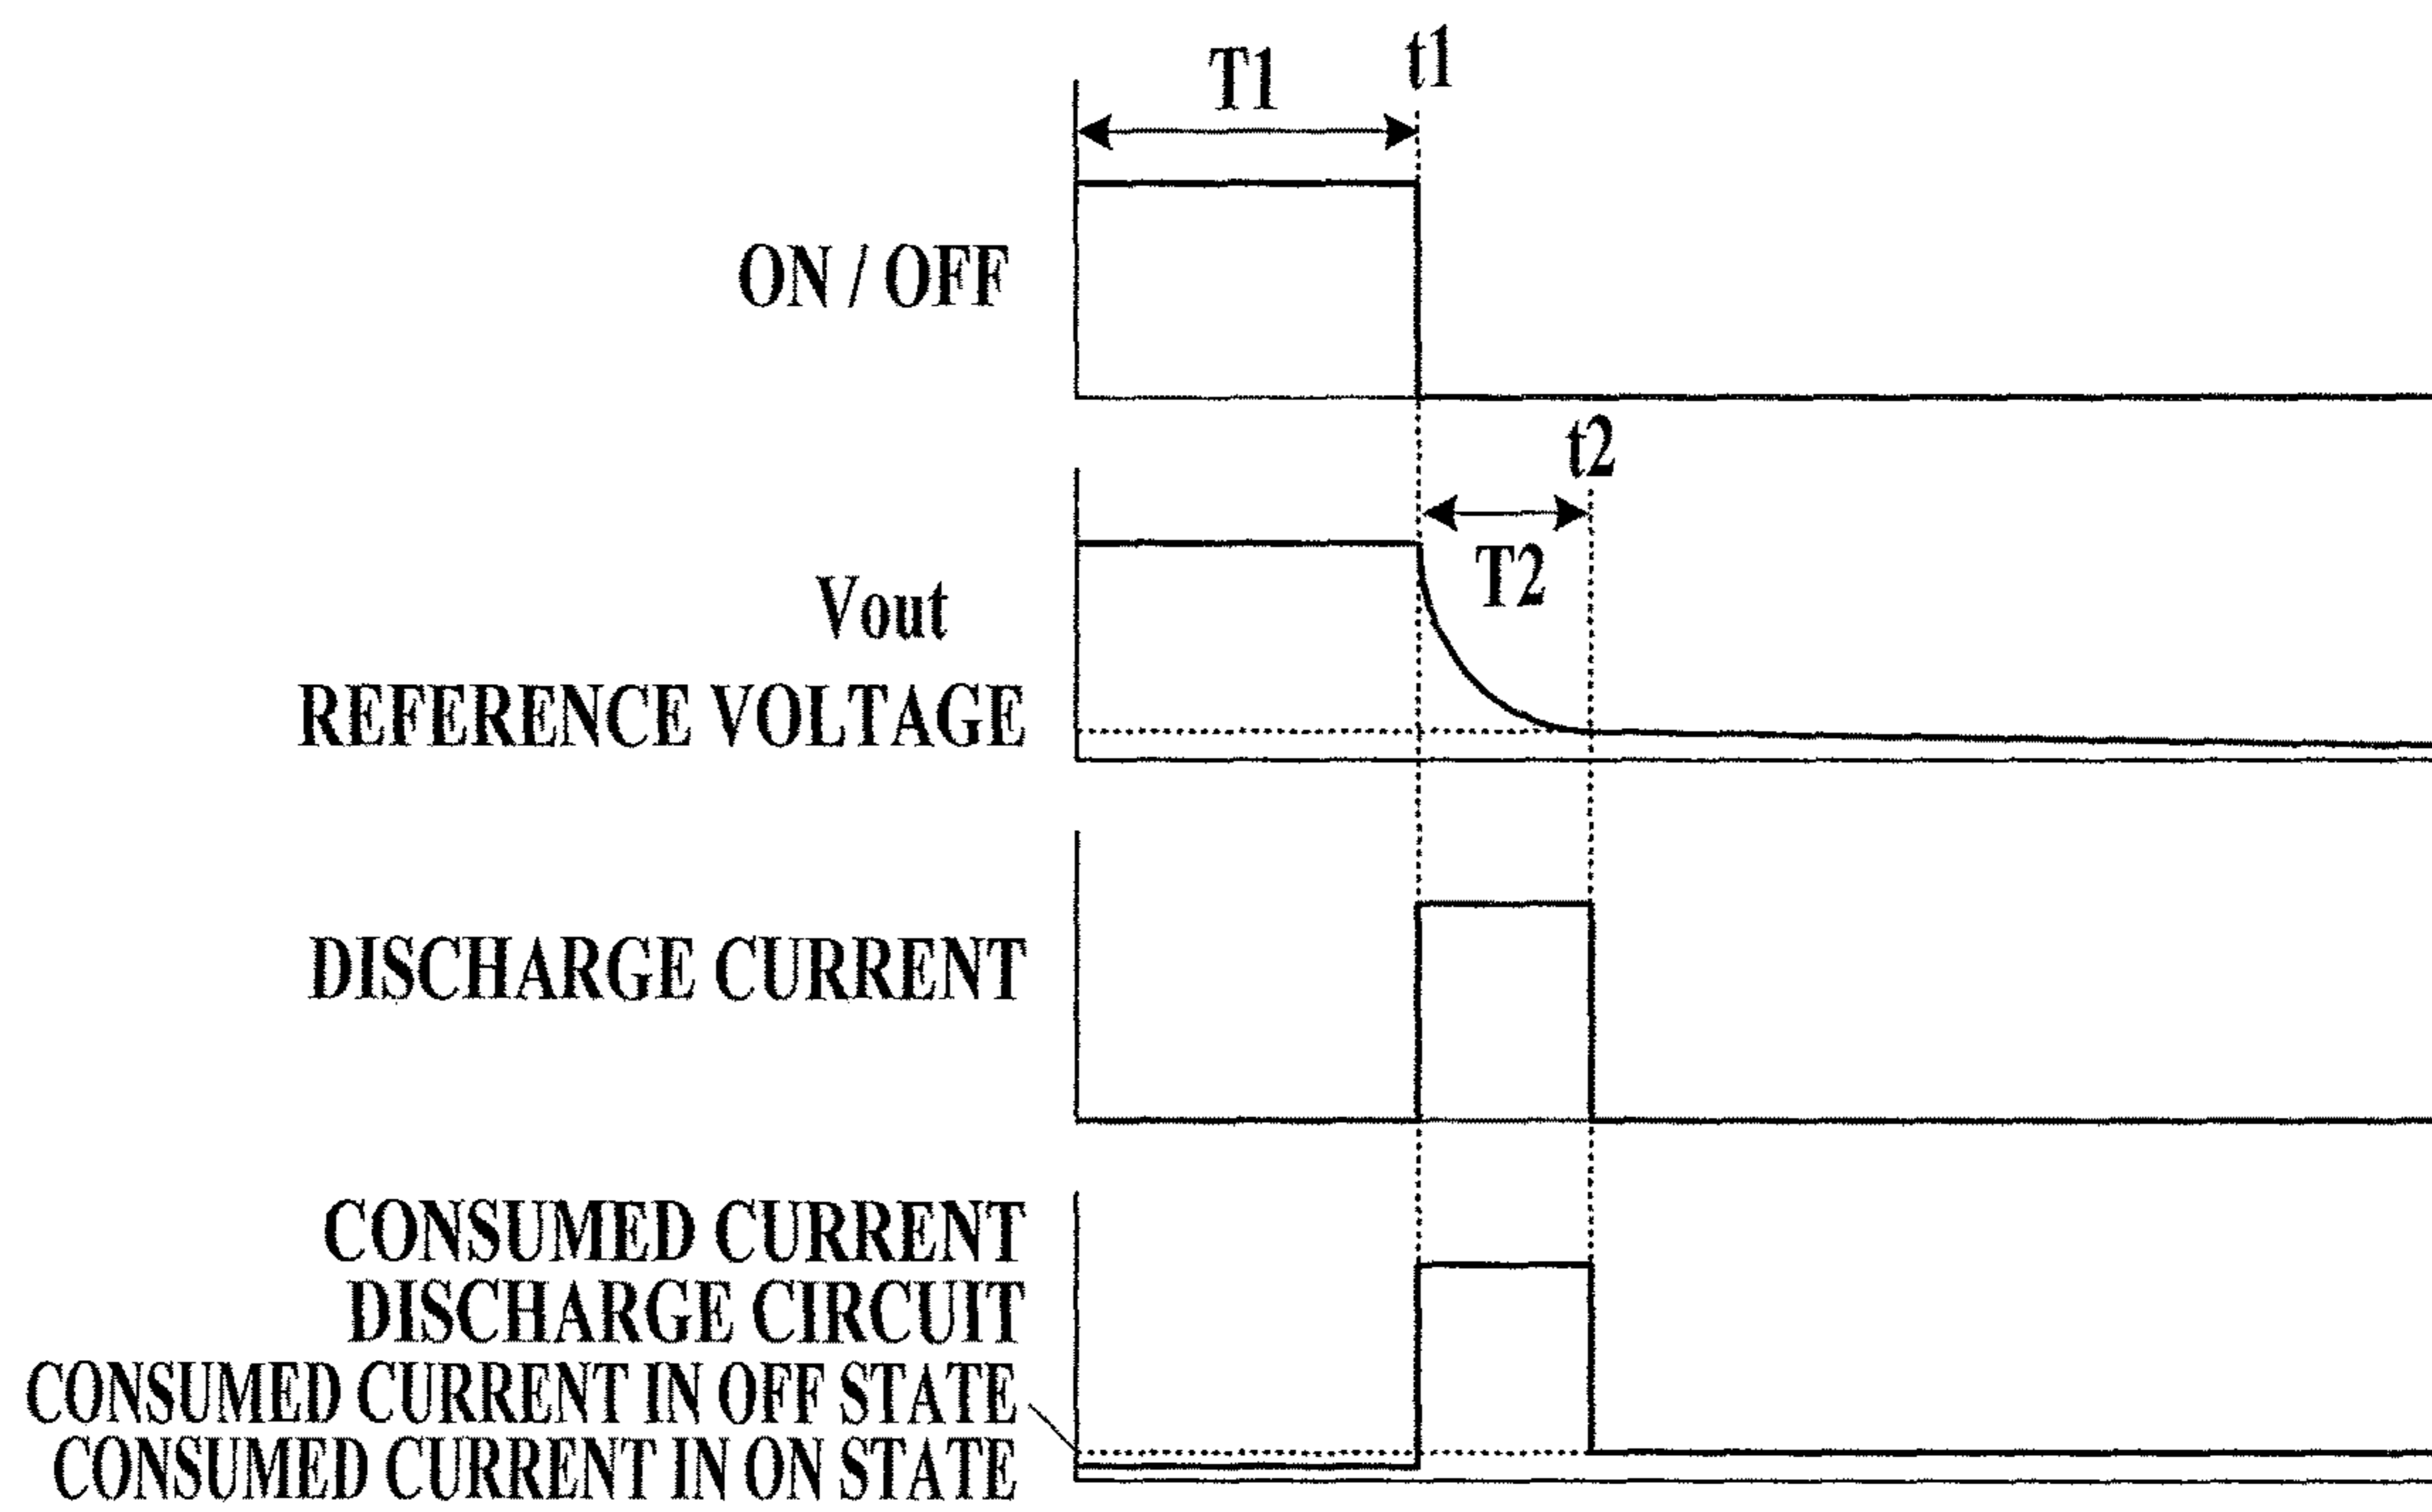 t1
T1
ON / OFF
t2
T2
Vout
REFERENCE VOLTAGE
DISCHARGE CURRENT
CONSUMED CURRENT
DISCHARGE CIRCUIT
CONSUMED CURRENT IN OFF STATE
CONSUMED CURRENT IN ON STATE